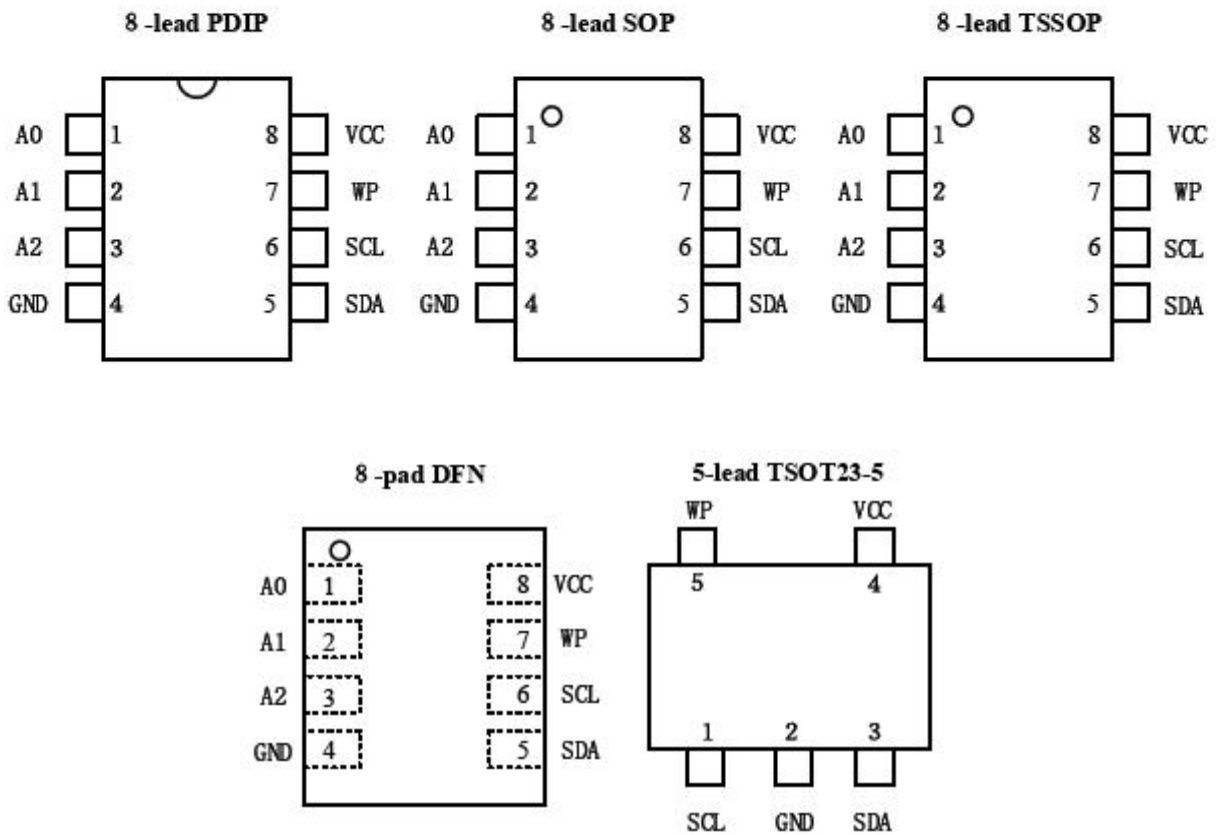 8 -lead PDIP 8 -lead SOP 8 -lead TSSOP
A0 1 8 VCC A0 1 8 VCC A0 1 8 VCC
A1 2 7 WP A1 2 7 WP A1 2 7 WP
A2 3 6 SCL A2 3 6 SCL A2 3 6 SCL
GND 4 5 SDA GND 4 5 SDA GND 4 5 SDA
8 -pad DFN 5-lead TSOT23-5
WP VCC
A0 1 8 VCC 5 4
A1 2 7 WP
A2 3 6 SCL
GND 4 5 SDA 1 2 3
SCL GND SDA